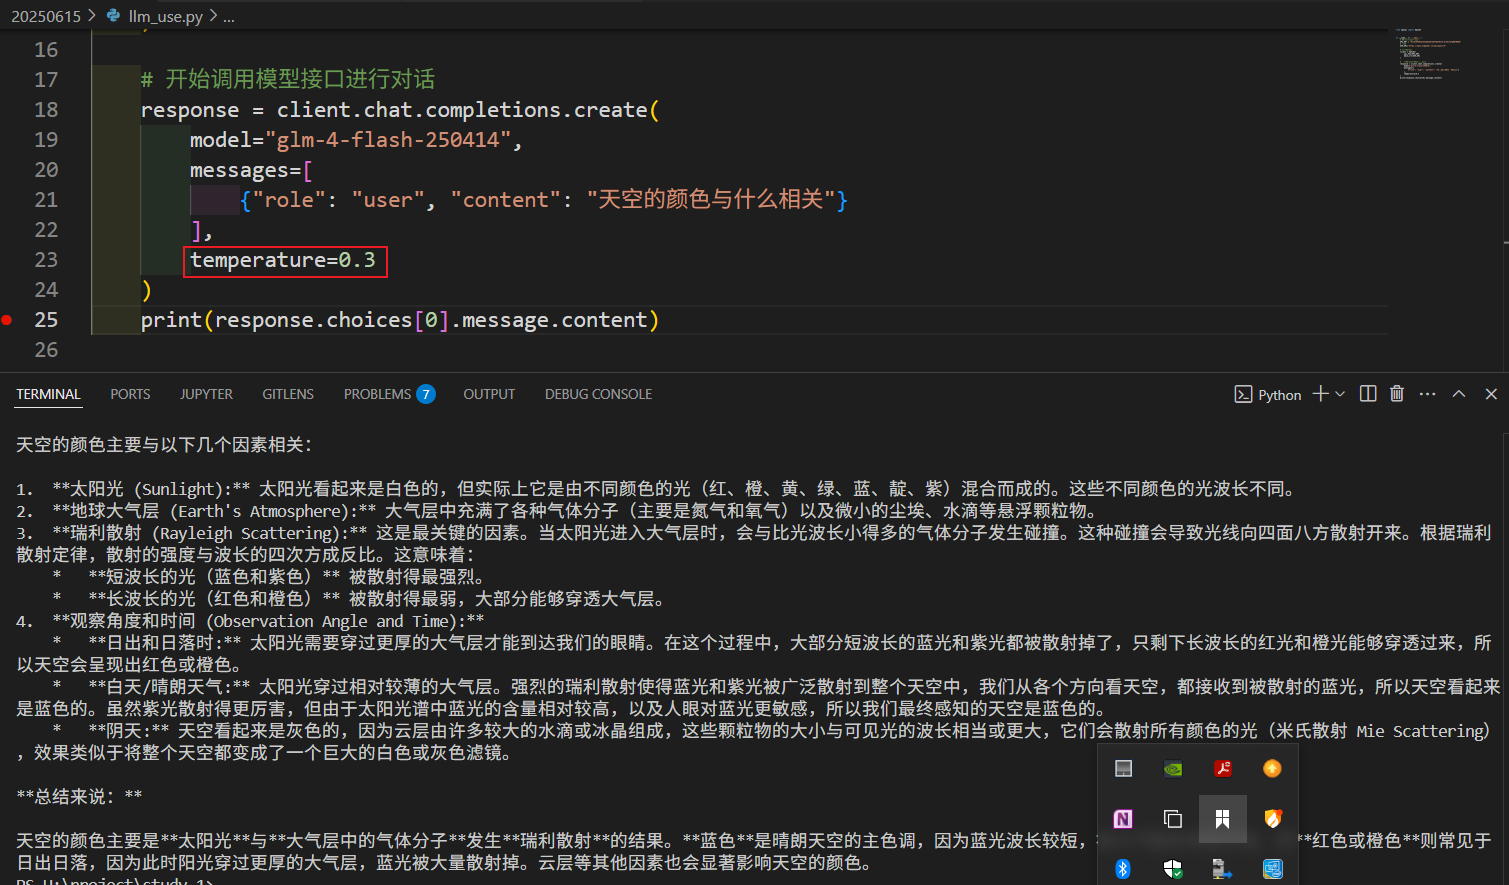 20250615 > llm_use.py > ...
16
17 # 开始调用模型接口进行对话
18 response = client.chat.completions.create(
19 model="glm-4-flash-250414",
20 messages=[
21 {"role": "user", "content": "天空的颜色与什么相关"}
22 ],
23 temperature=0.3
24 )
25 print(response.choices[0].message.content)
26
TERMINAL PORTS JUPYTER GITLENS PROBLEMS 7 OUTPUT DEBUG CONSOLE Python
天空的颜色主要与以下几个因素相关：
1. **太阳光 (Sunlight):** 太阳光看起来是白色的，但实际上它是由不同颜色的光（红、橙、黄、绿、蓝、靛、紫）混合而成的。这些不同颜色的光波长不同。
2. **地球大气层 (Earth's Atmosphere):** 大气层中充满了各种气体分子（主要是氮气和氧气）以及微小的尘埃、水滴等悬浮颗粒物。
3. **瑞利散射 (Rayleigh Scattering):** 这是最关键的因素。当太阳光进入大气层时，会与比光波长小得多的气体分子发生碰撞。这种碰撞会导致光线向四面八方散射开来。根据瑞利
散射定律，散射的强度与波长的四次方成反比。这意味着：
* **短波长的光（蓝色和紫色）** 被散射得最强烈。
* **长波长的光（红色和橙色）** 被散射得最弱，大部分能够穿透大气层。
4. **观察角度和时间 (Observation Angle and Time):**
* **日出和日落时:** 太阳光需要穿过更厚的大气层才能到达我们的眼睛。在这个过程中，大部分短波长的蓝光和紫光都被散射掉了，只剩下长波长的红光和橙光能够穿透过来，所
以天空会呈现出红色或橙色。
* **白天/晴朗天气:** 太阳光穿过相对较薄的大气层。强烈的瑞利散射使得蓝光和紫光被广泛散射到整个天空中，我们从各个方向看天空，都接收到被散射的蓝光，所以天空看起来
是蓝色的。虽然紫光散射得更厉害，但由于太阳光谱中蓝光的含量相对较高，以及人眼对蓝光更敏感，所以我们最终感知的天空是蓝色的。
* **阴天:** 天空看起来是灰色的，因为云层由许多较大的水滴或冰晶组成，这些颗粒物的大小与可见光的波长相当或更大，它们会散射所有颜色的光（米氏散射 Mie Scattering）
，效果类似于将整个天空都变成了一个巨大的白色或灰色滤镜。
**总结来说：**
天空的颜色主要是**太阳光**与**大气层中的气体分子**发生**瑞利散射**的结果。**蓝色**是晴朗天空的主色调，因为蓝光波长较短， **红色或橙色**则常见于
日出日落，因为此时阳光穿过更厚的大气层，蓝光被大量散射掉。云层等其他因素也会显著影响天空的颜色。
PS H:\project\study_1>